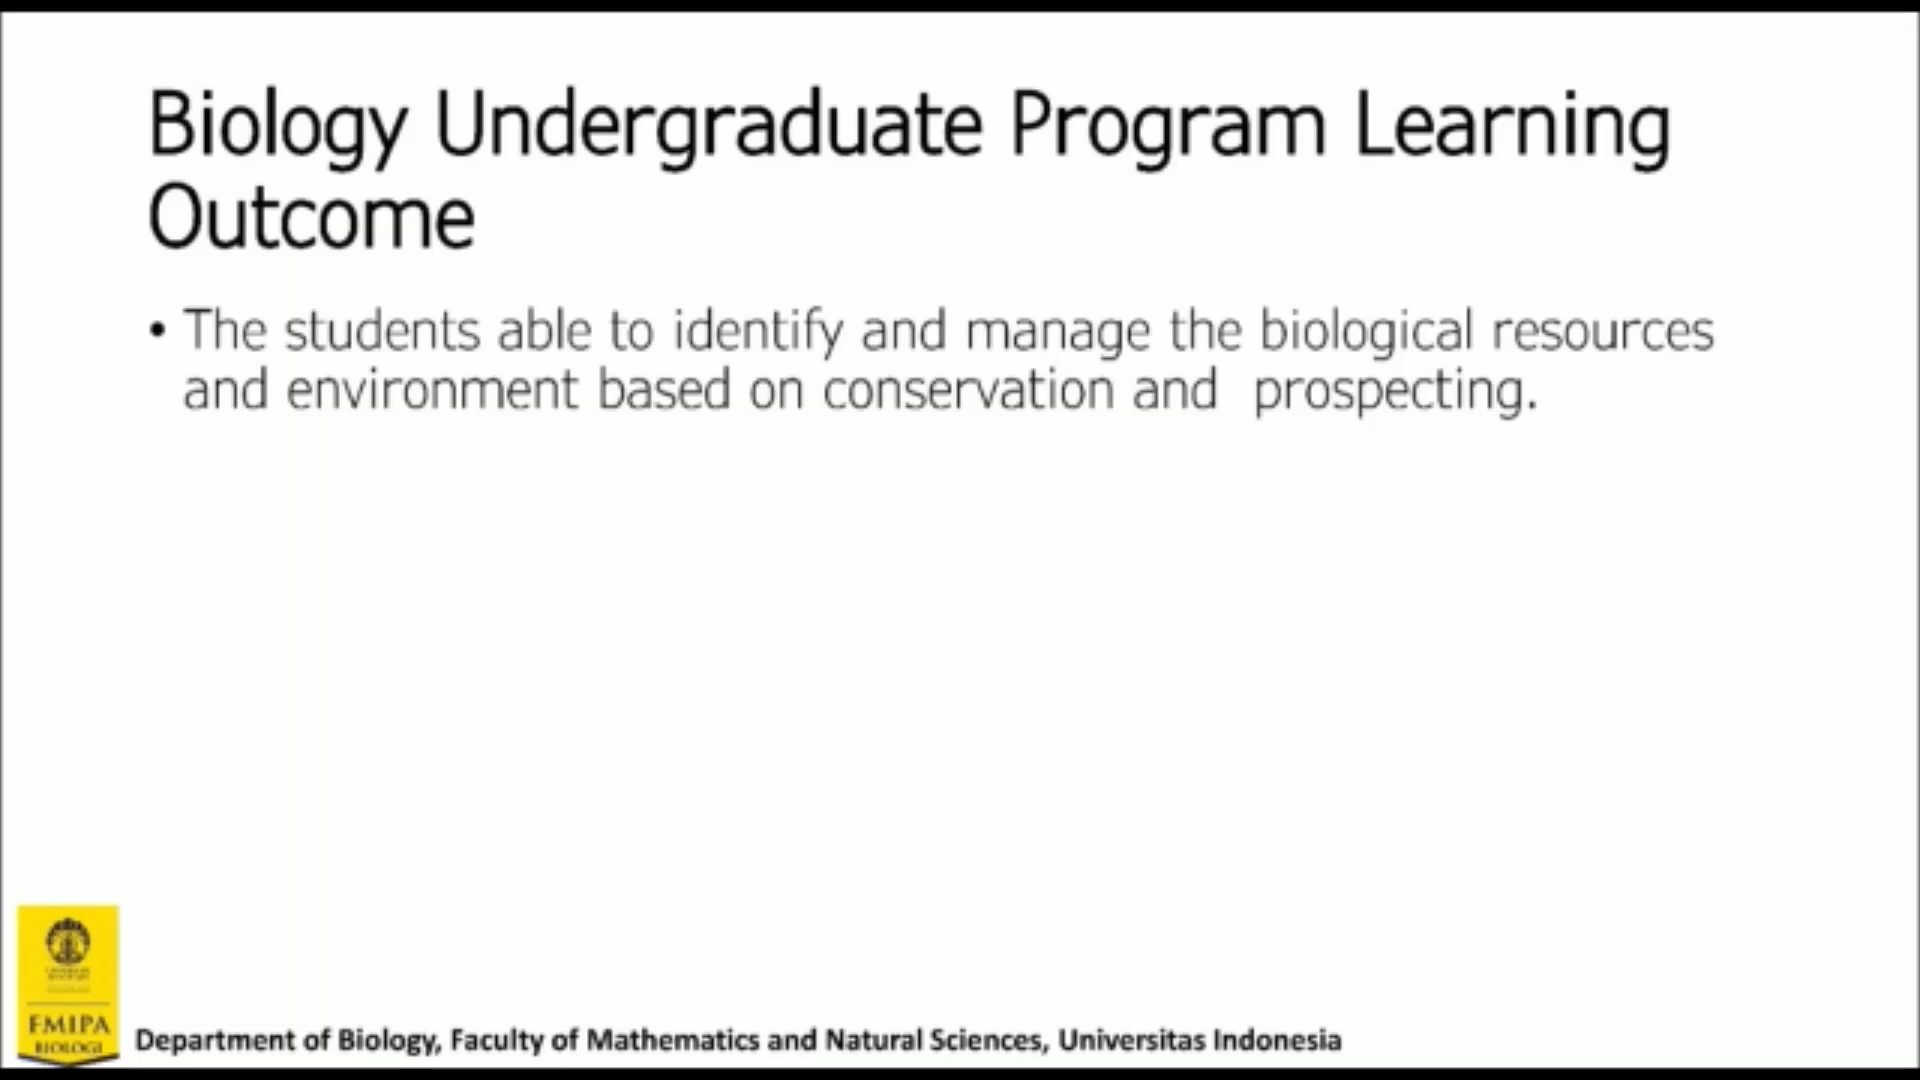 Biology Undergraduate Program Learning
Outcome
• The students able to identify and manage the biological resources
and environment based on conservation and  prospecting.
FMIPA
BIOLOGI
Department of Biology, Faculty of Mathematics and Natural Sciences, Universitas Indonesia